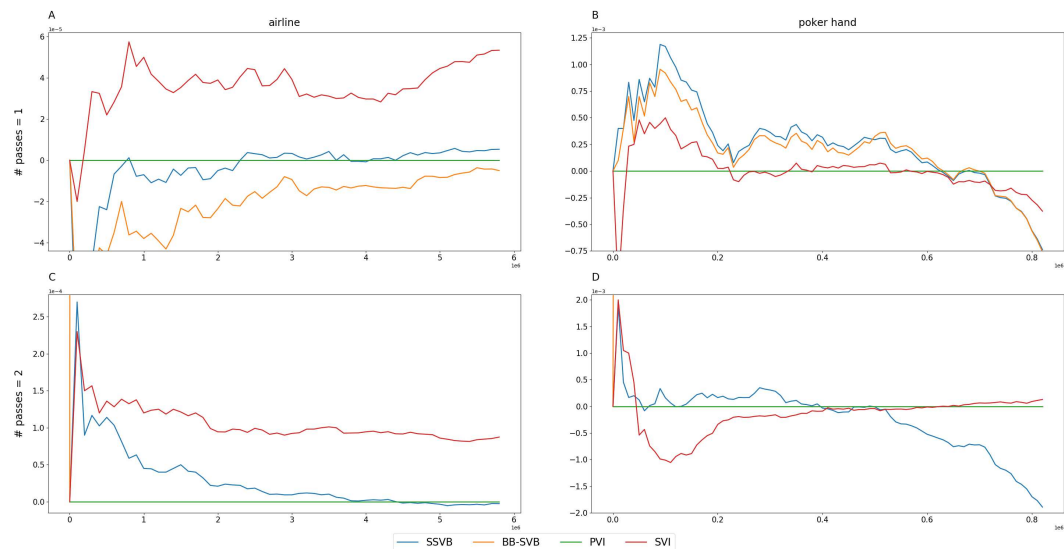 A
airline
1e-5
6
4
2
0
−2
−4
# passes = 1
0 1 2 3 4 5 6
1e6
B
poker hand
1e-3
1.25
1.00
0.75
0.50
0.25
0.00
−0.25
−0.50
−0.75
0.0 0.2 0.4 0.6 0.8
1e6
C
1e-4
2.5
2.0
1.5
1.0
0.5
0.0
# passes = 2
0 1 2 3 4 5 6
1e6
D
1e-3
2.0
1.5
1.0
0.5
0.0
−0.5
−1.0
−1.5
−2.0
0.0 0.2 0.4 0.6 0.8
1e6
SSVB BB-SVB PVI SVI